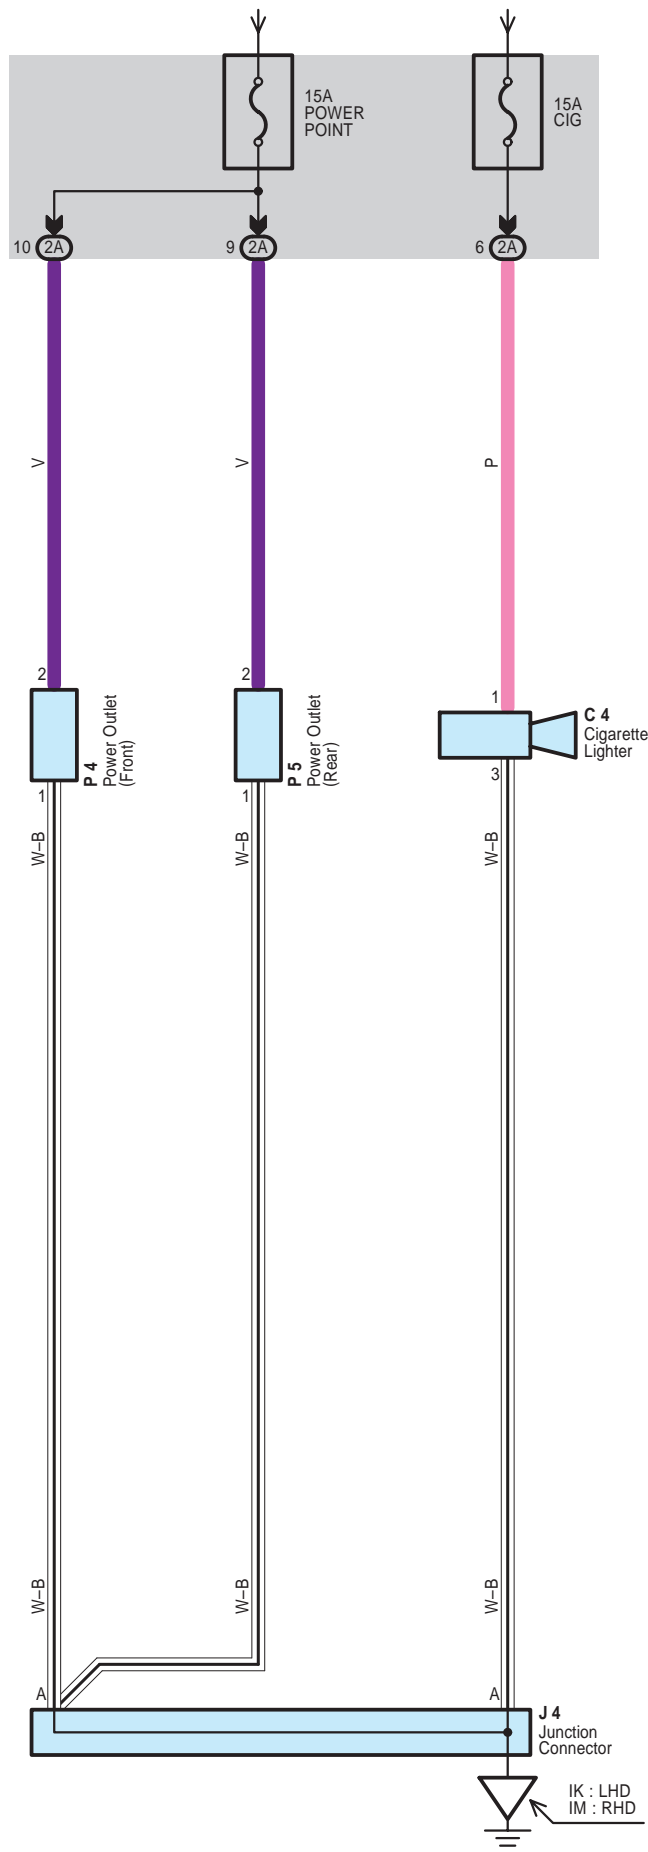 15A
POWER
POINT
15A
CIG
10 2A
9 2A
6 2A
V
V
P
2
2
1
P 4
Power Outlet
(Front)
P 5
Power Outlet
(Rear)
C 4
Cigarette
Lighter
1
1
3
W–B
W–B
W–B
W–B
W–B
W–B
A
A
J 4
Junction
Connector
IK : LHD
IM : RHD